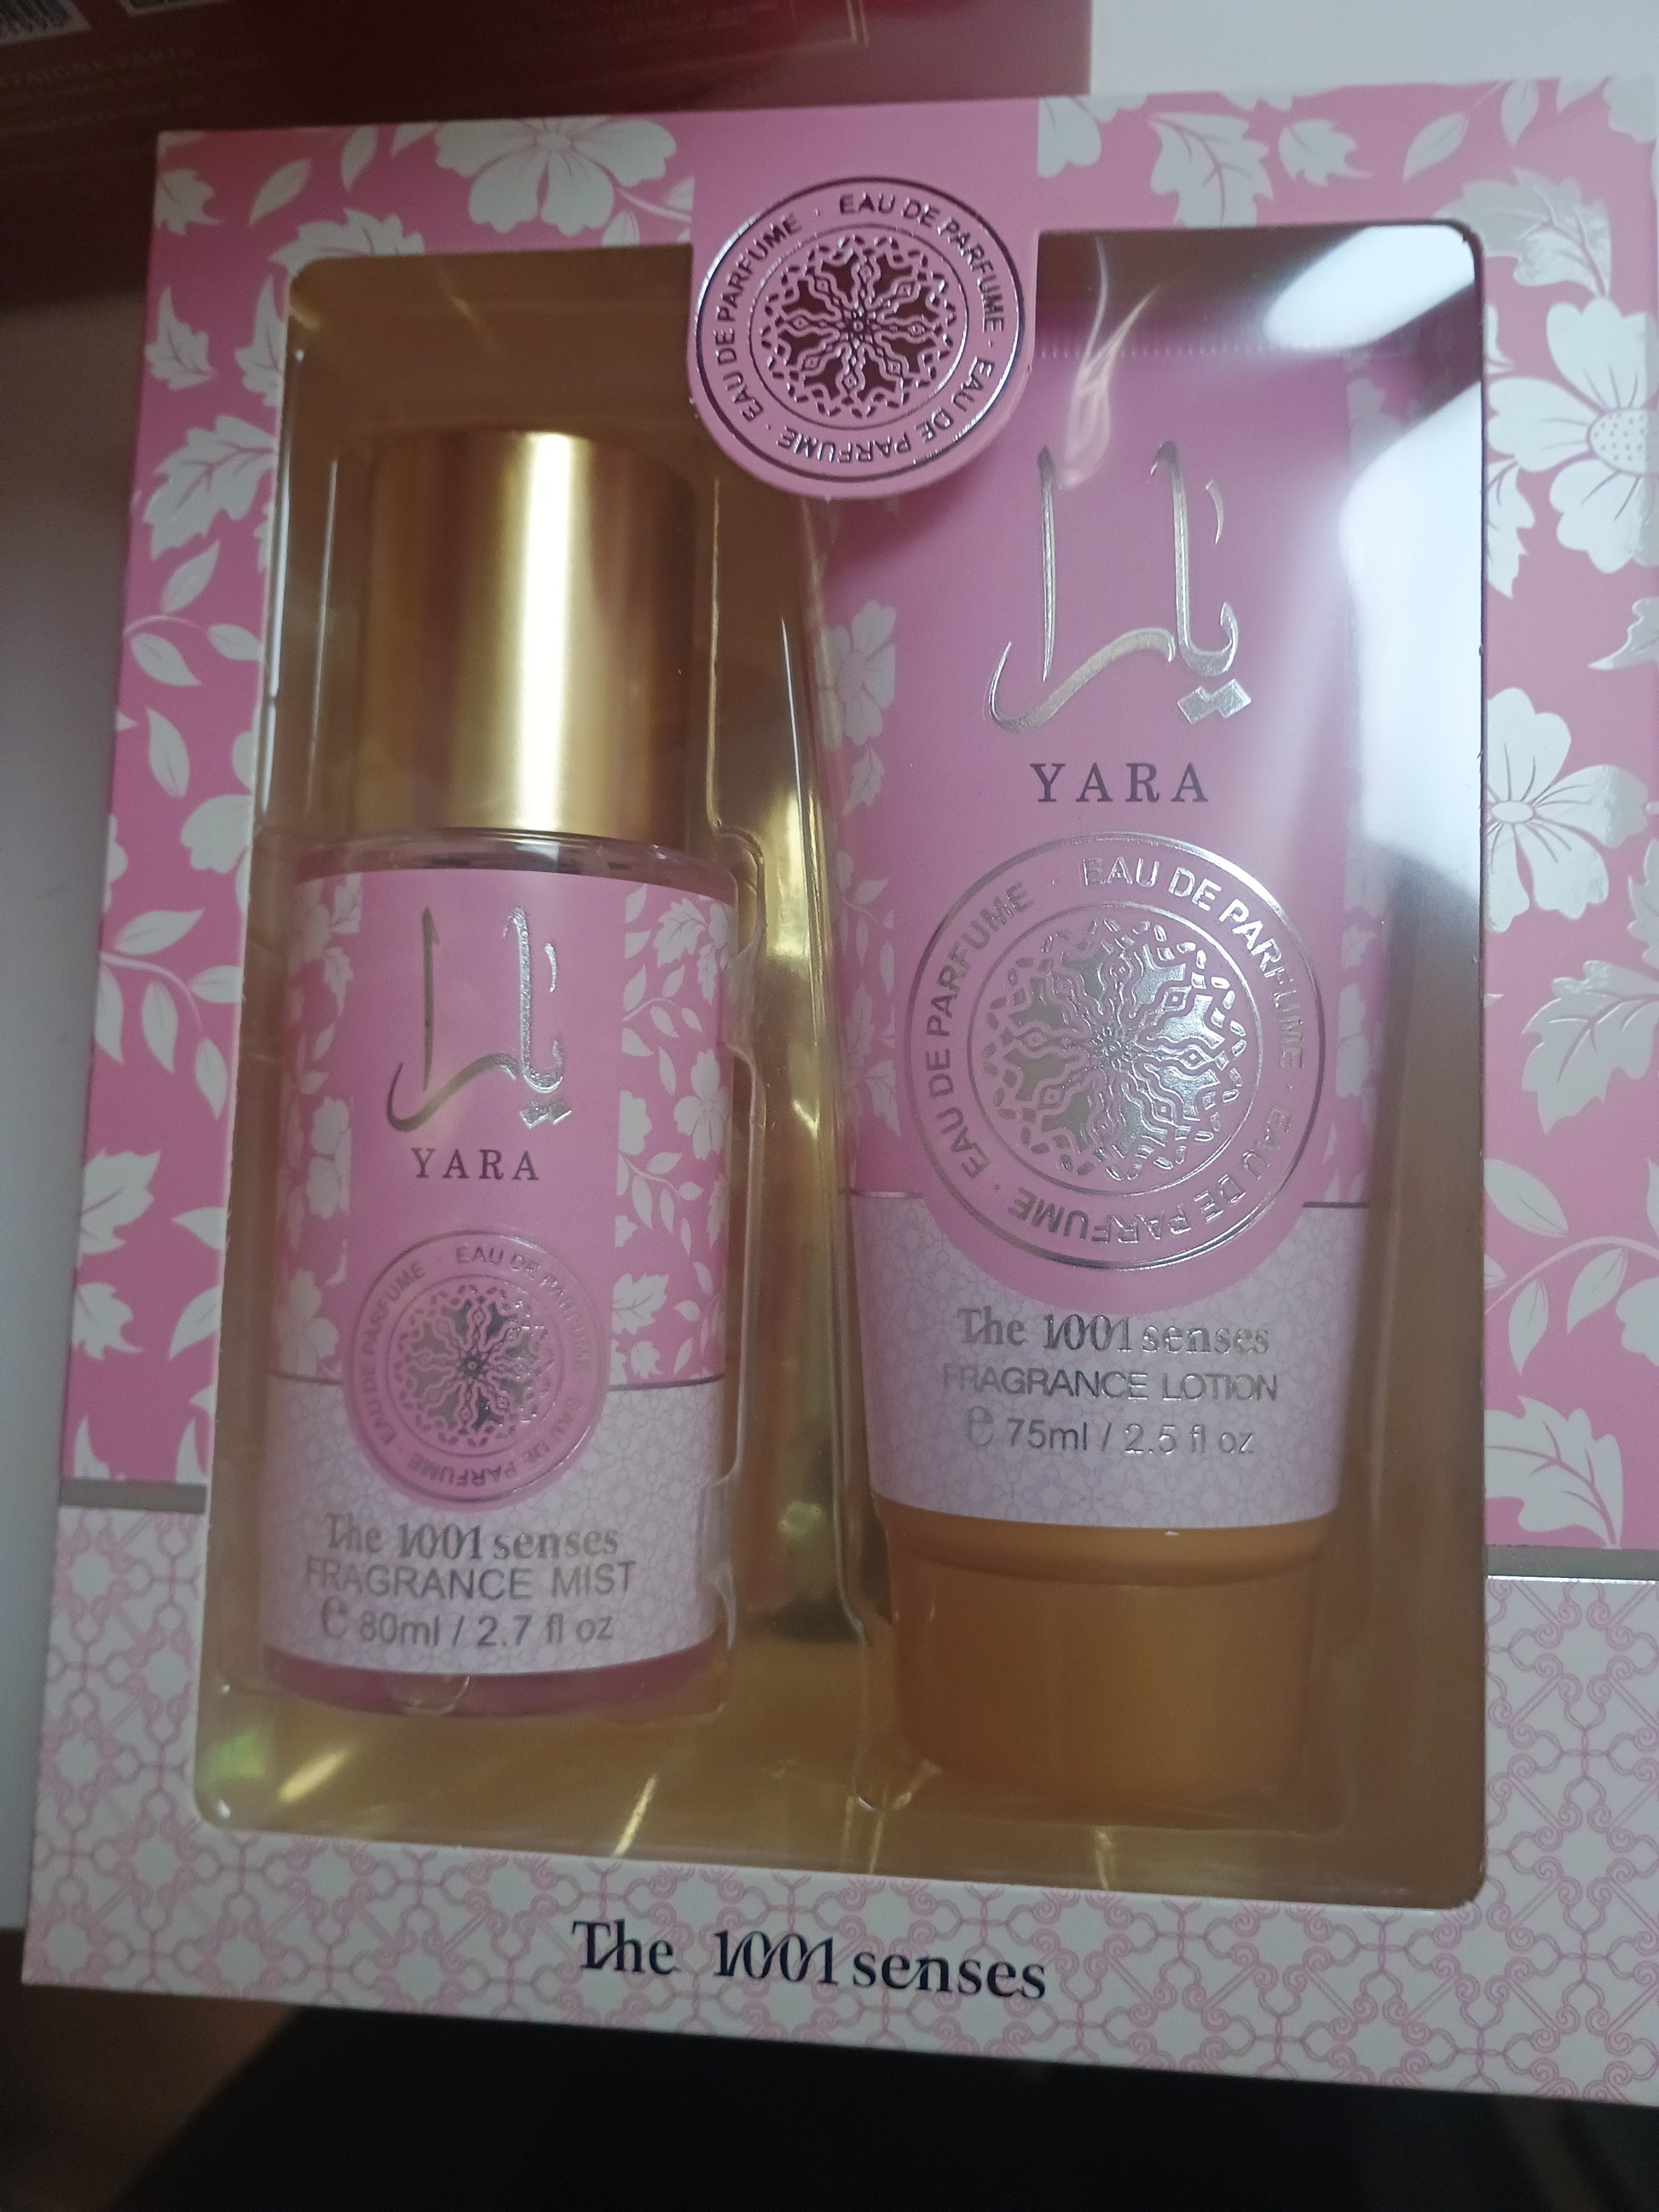 EAU DE PARFUME · EAU DE PARFUME · EAU DE PARFUME ·
يارا
YARA
EAU DE PARFUME · EAU DE PARFUME · EAU DE PARFUME ·
The 1001 senses
FRAGRANCE MIST
e 80ml / 2.7 fl oz
يارا
YARA
EAU DE PARFUME · EAU DE PARFUME · EAU DE PARFUME ·
The 1001 senses
FRAGRANCE LOTION
e 75ml / 2.5 fl oz
The 1001 senses